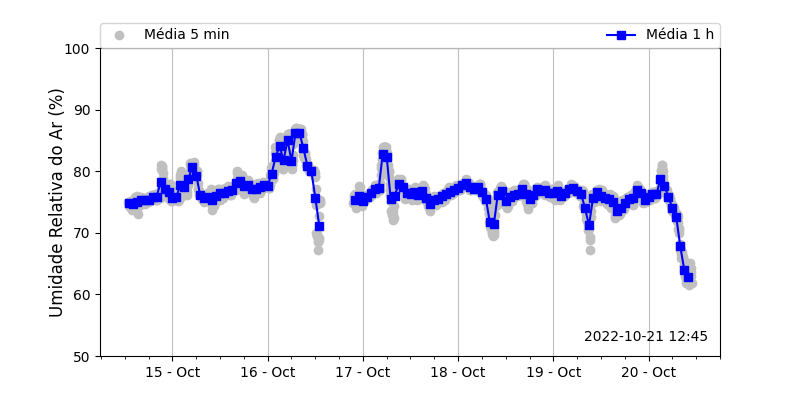 Média 5 min
Média 1 h
Umidade Relativa do Ar (%)
100
90
80
70
60
50
2022-10-21 12:45
15 - Oct
16 - Oct
17 - Oct
18 - Oct
19 - Oct
20 - Oct